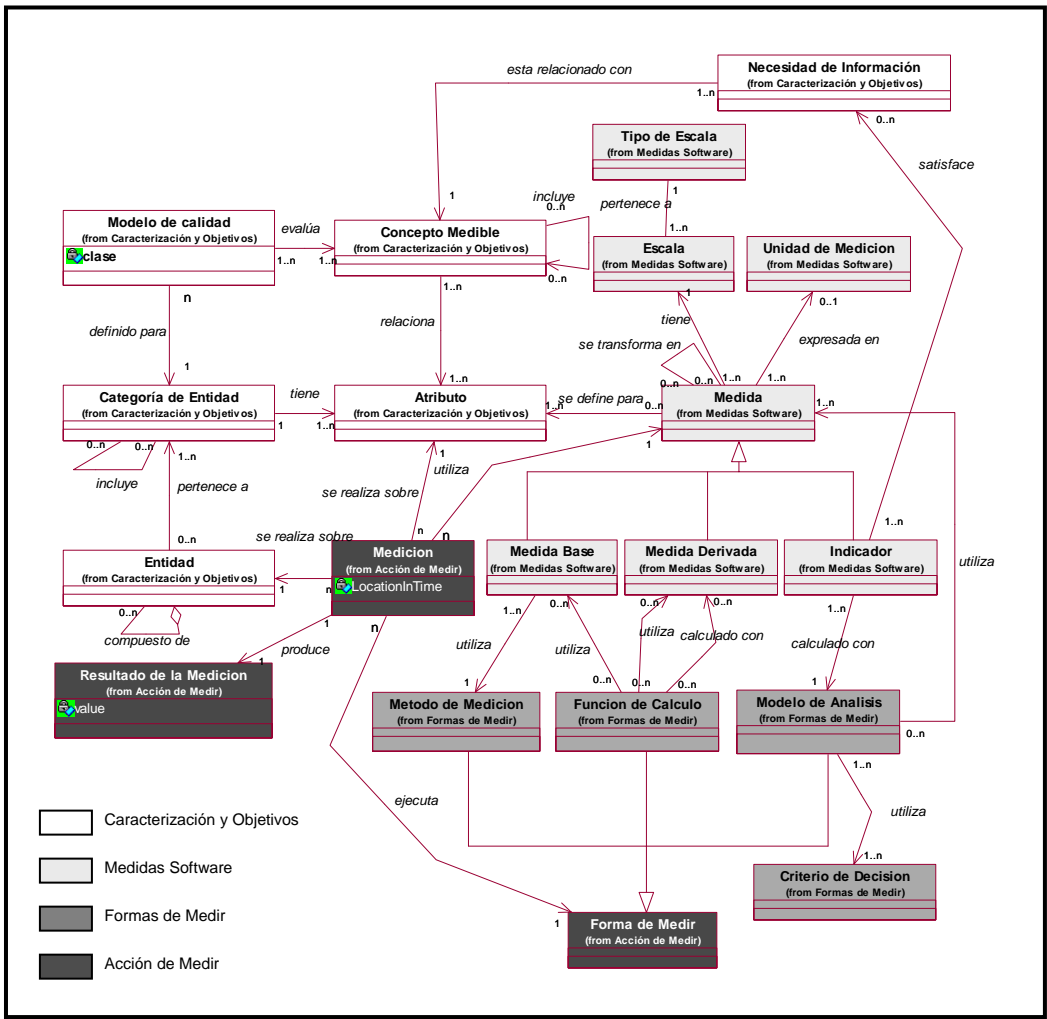 Necesidad de Información
(from Caracterización y Objetivos)
esta relacionado con
1..n
0..n
Tipo de Escala
(from Medidas Software)
satisface
1
1
incluye
0..n
pertenece a
Modelo de calidad
(from Caracterización y Objetivos)
clase
evalúa
1..n
1..n
Concepto Medible
(from Caracterización y Objetivos)
0..n
1..n
Escala
(from Medidas Software)
Unidad de Medicion
(from Medidas Software)
n
1..n
1
0..1
definido para
relaciona
tiene
se transforma en
expresada en
1
1..n
0..n
0..n
1..n
1..n
Categoría de Entidad
(from Caracterización y Objetivos)
tiene
1
1..n
Atributo
(from Caracterización y Objetivos)
se define para
1..n
0..n
Medida
(from Medidas Software)
1..n
0..n
0..n
1..n
incluye
pertenece a
1
utiliza
1
se realiza sobre
0..n
se realiza sobre
n
n
1..n
Entidad
(from Caracterización y Objetivos)
1
n
Medicion
(from Acción de Medir)
LocationInTime
Medida Base
(from Medidas Software)
Medida Derivada
(from Medidas Software)
Indicador
(from Medidas Software)
utiliza
0..n
compuesto de
1
n
1..n
0..n
0..n
0..n
1..n
produce
1
utiliza
utiliza
utiliza
calculado con
calculado con
Resultado de la Medicion
(from Acción de Medir)
value
1
0..n
0..n
0..n
1
Metodo de Medicion
(from Formas de Medir)
Funcion de Calculo
(from Formas de Medir)
Modelo de Analisis
(from Formas de Medir)
0..n
1..n
ejecuta
utiliza
Caracterización y Objetivos
Medidas Software
1..n
Criterio de Decision
(from Formas de Medir)
Formas de Medir
1
Forma de Medir
(from Acción de Medir)
Acción de Medir